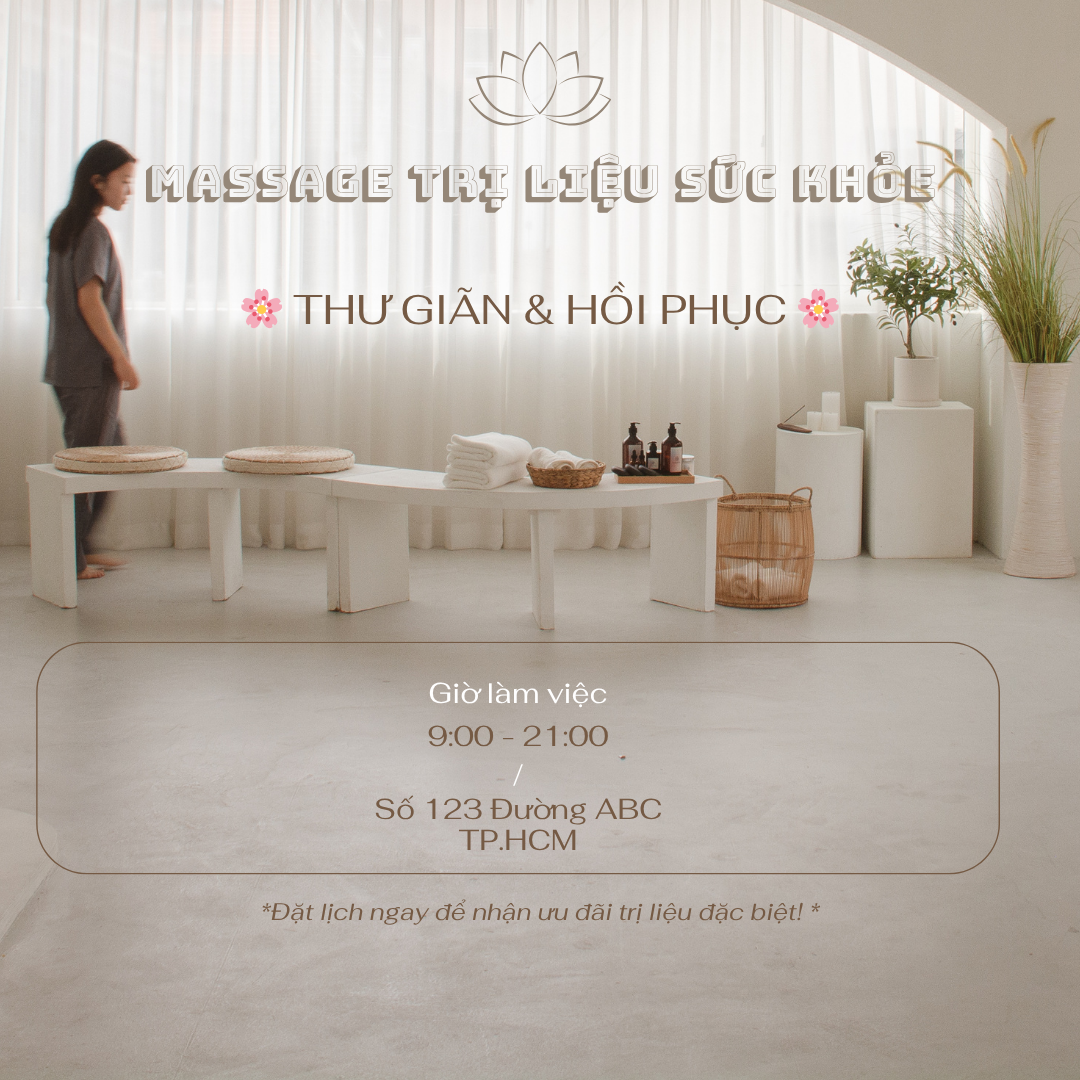 MASSAGE TRỊ LIỆU SỨC KHỎE
🌸 THƯ GIÃN & HỒI PHỤC 🌸
Giờ làm việc
9:00 - 21:00
/
Số 123 Đường ABC
TP.HCM
*Đặt lịch ngay để nhận ưu đãi trị liệu đặc biệt! *